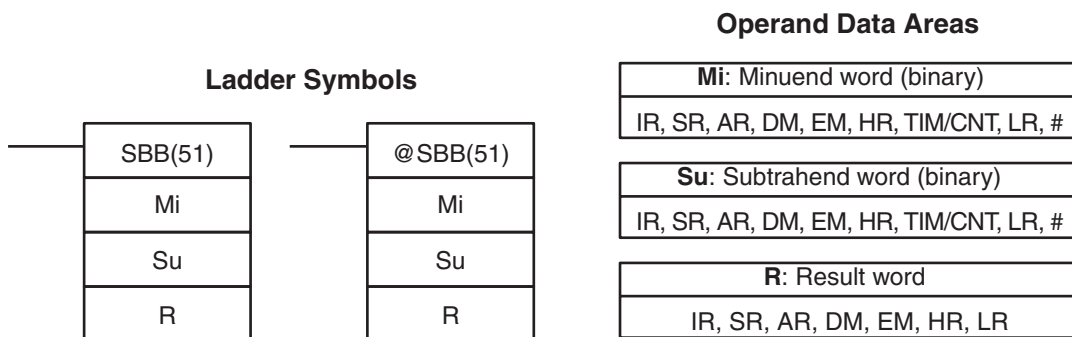 Ladder Symbols
SBB(51)
Mi
Su
R
@SBB(51)
Mi
Su
R
Operand Data Areas
Mi: Minuend word (binary)
IR, SR, AR, DM, EM, HR, TIM/CNT, LR, #
Su: Subtrahend word (binary)
IR, SR, AR, DM, EM, HR, TIM/CNT, LR, #
R: Result word
IR, SR, AR, DM, EM, HR, LR